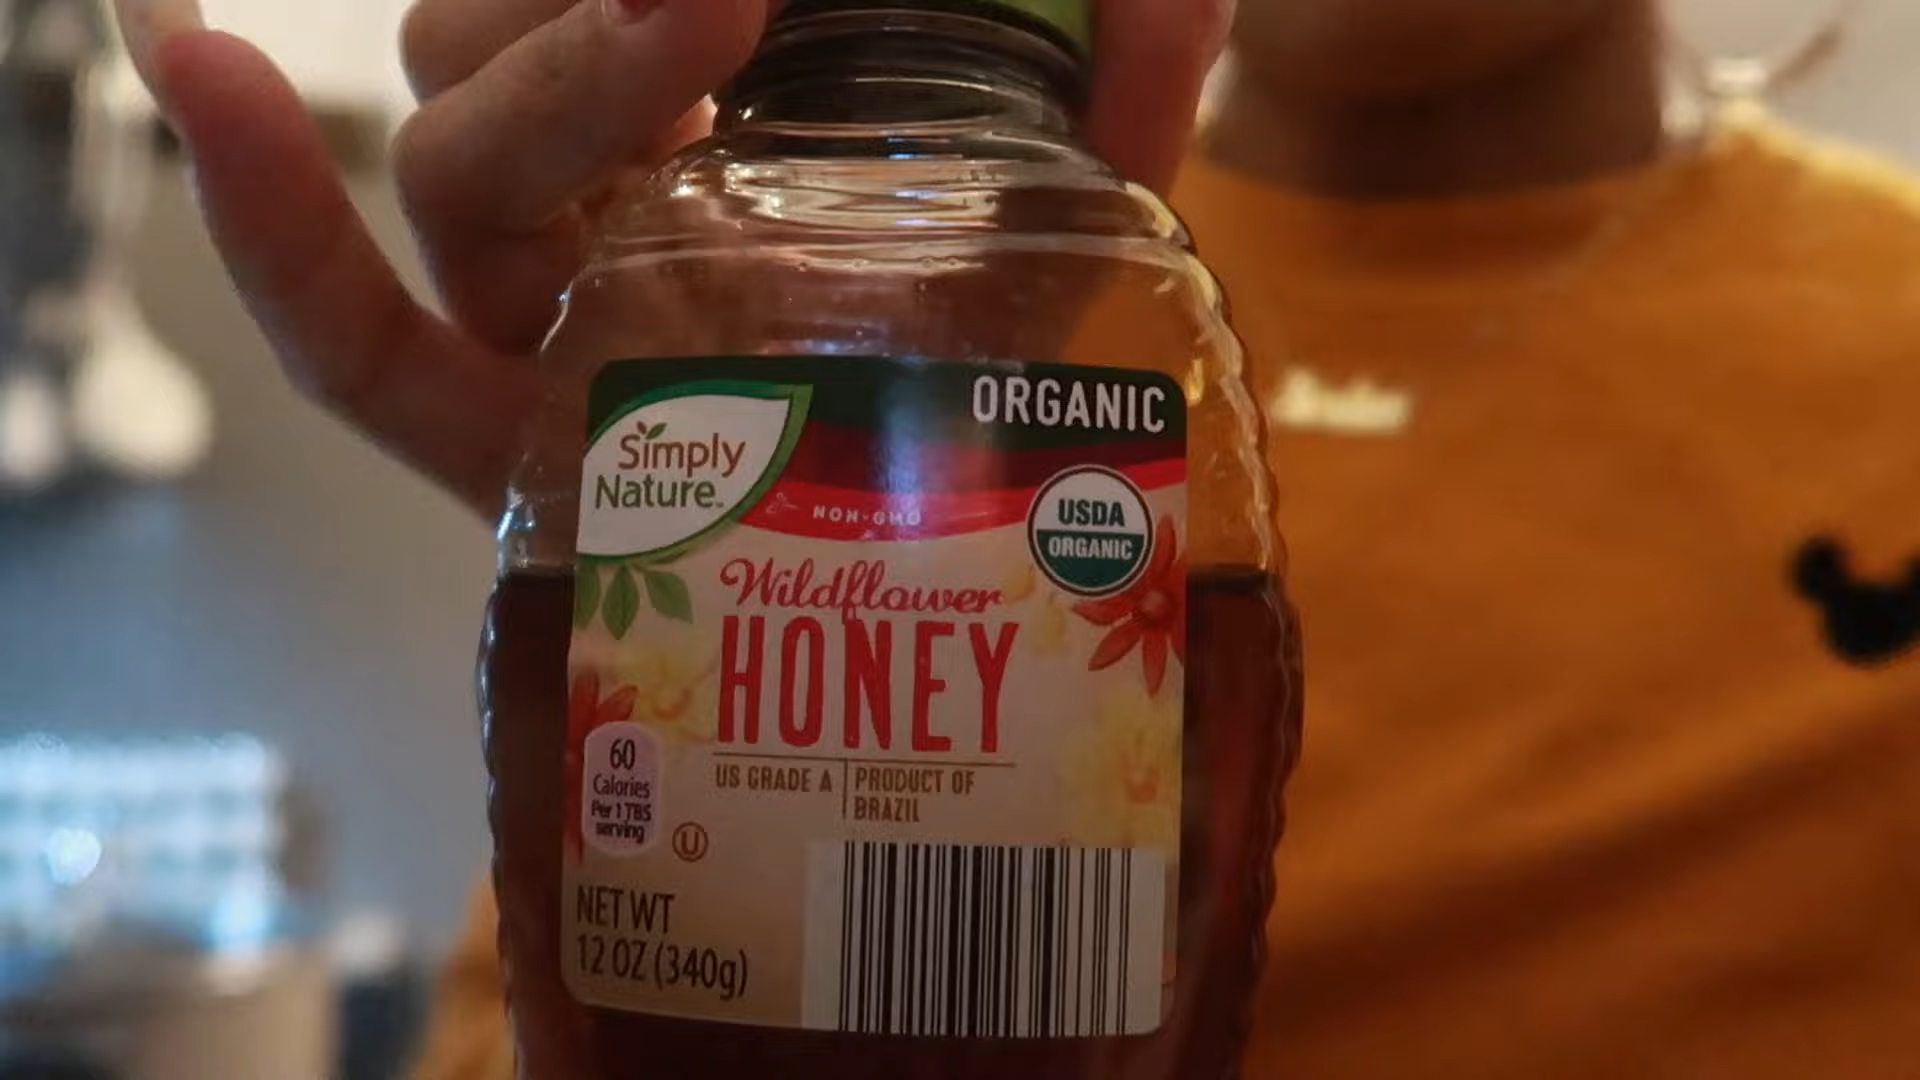 ORGANIC
Simply
Nature
NON-GMO
USDA
ORGANIC
Wildflower
HONEY
US GRADE A
PRODUCT OF
BRAZIL
60
Calories
Per 1 TBS
serving
U
NET WT
12 OZ (340g)